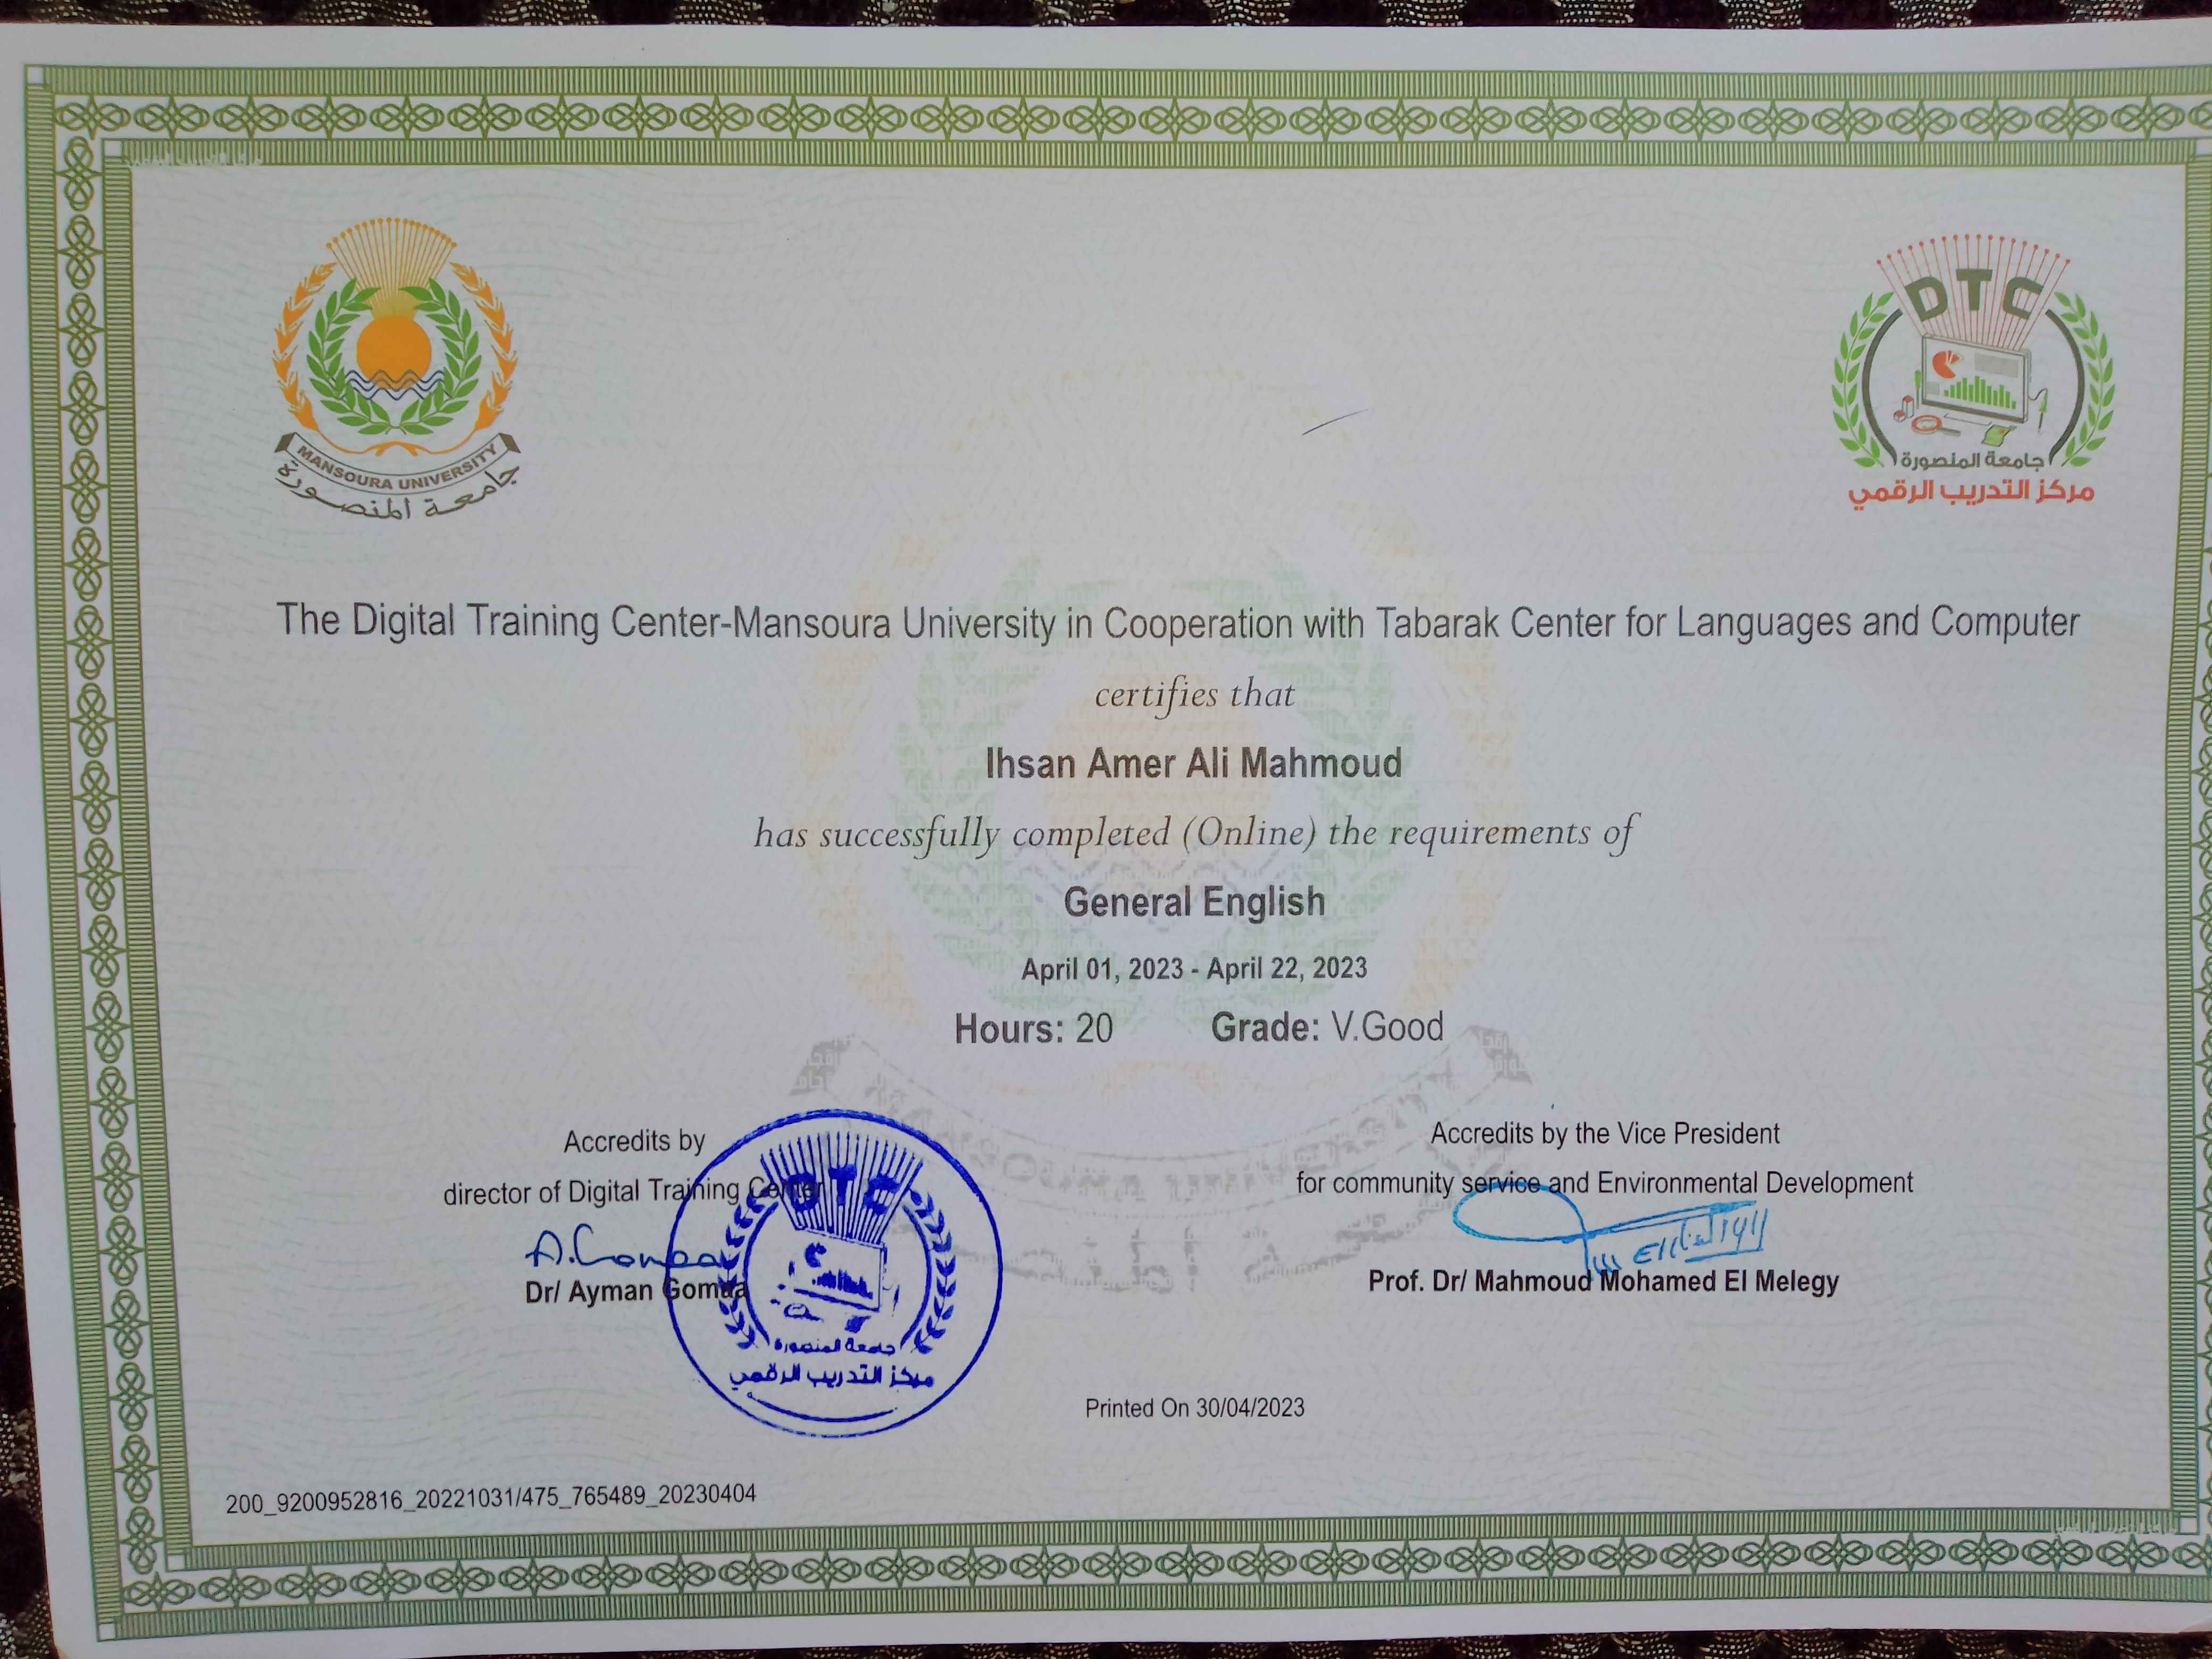 MANSOURA UNIVERSITY
جامعة المنصورة
DTC
جامعة المنصورة
مركز التدريب الرقمي
The Digital Training Center-Mansoura University in Cooperation with Tabarak Center for Languages and Computer
certifies that
Ihsan Amer Ali Mahmoud
has successfully completed (Online) the requirements of
General English
April 01, 2023 - April 22, 2023
Hours: 20 Grade: V.Good
Accredits by
director of Digital Training Center
A.Gomaa
Dr/ Ayman Gomaa
DTC
جامعة المنصورة
مركز التدريب الرقمي
Accredits by the Vice President
for community service and Environmental Development
Prof. Dr/ Mahmoud Mohamed El Melegy
Printed On 30/04/2023
200_9200952816_20221031/475_765489_20230404